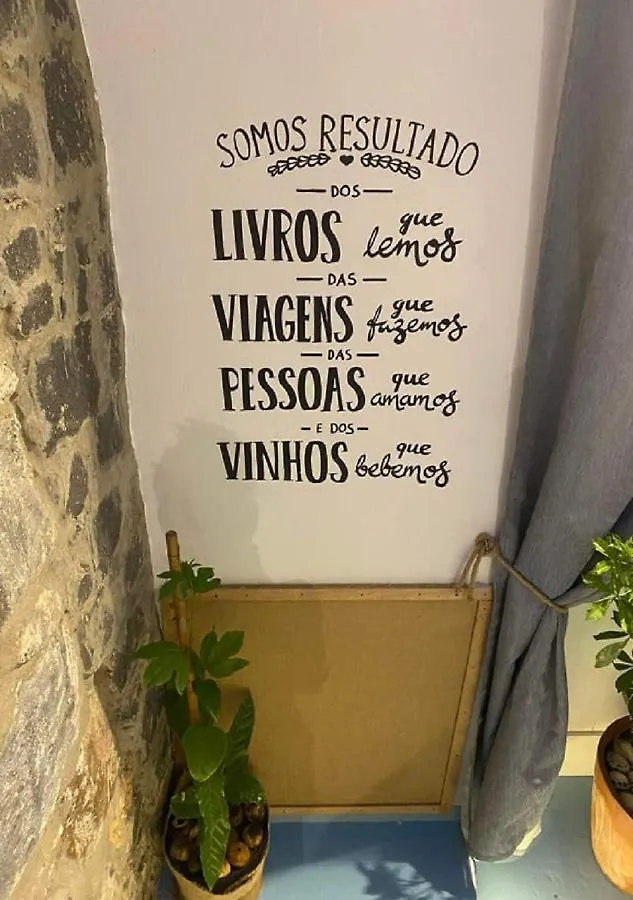 SOMOS RESULTADO
DOS
LIVROS que lemos
DAS
VIAGENS que fazemos
DAS
PESSOAS que amamos
E DOS
VINHOS que bebemos